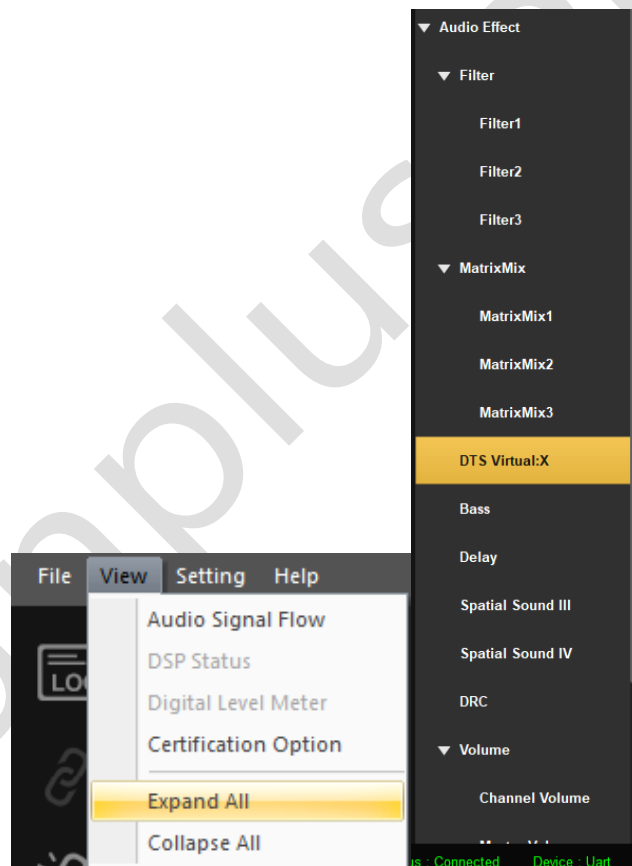 Audio Effect
Filter
Filter1
Filter2
Filter3
MatrixMix
MatrixMix1
MatrixMix2
MatrixMix3
DTS Virtual:X
Bass
Delay
Spatial Sound III
Spatial Sound IV
DRC
Volume
Channel Volume
: Connected Device : Uart
File View Setting Help
Audio Signal Flow
DSP Status
Digital Level Meter
Certification Option
Expand All
Collapse All